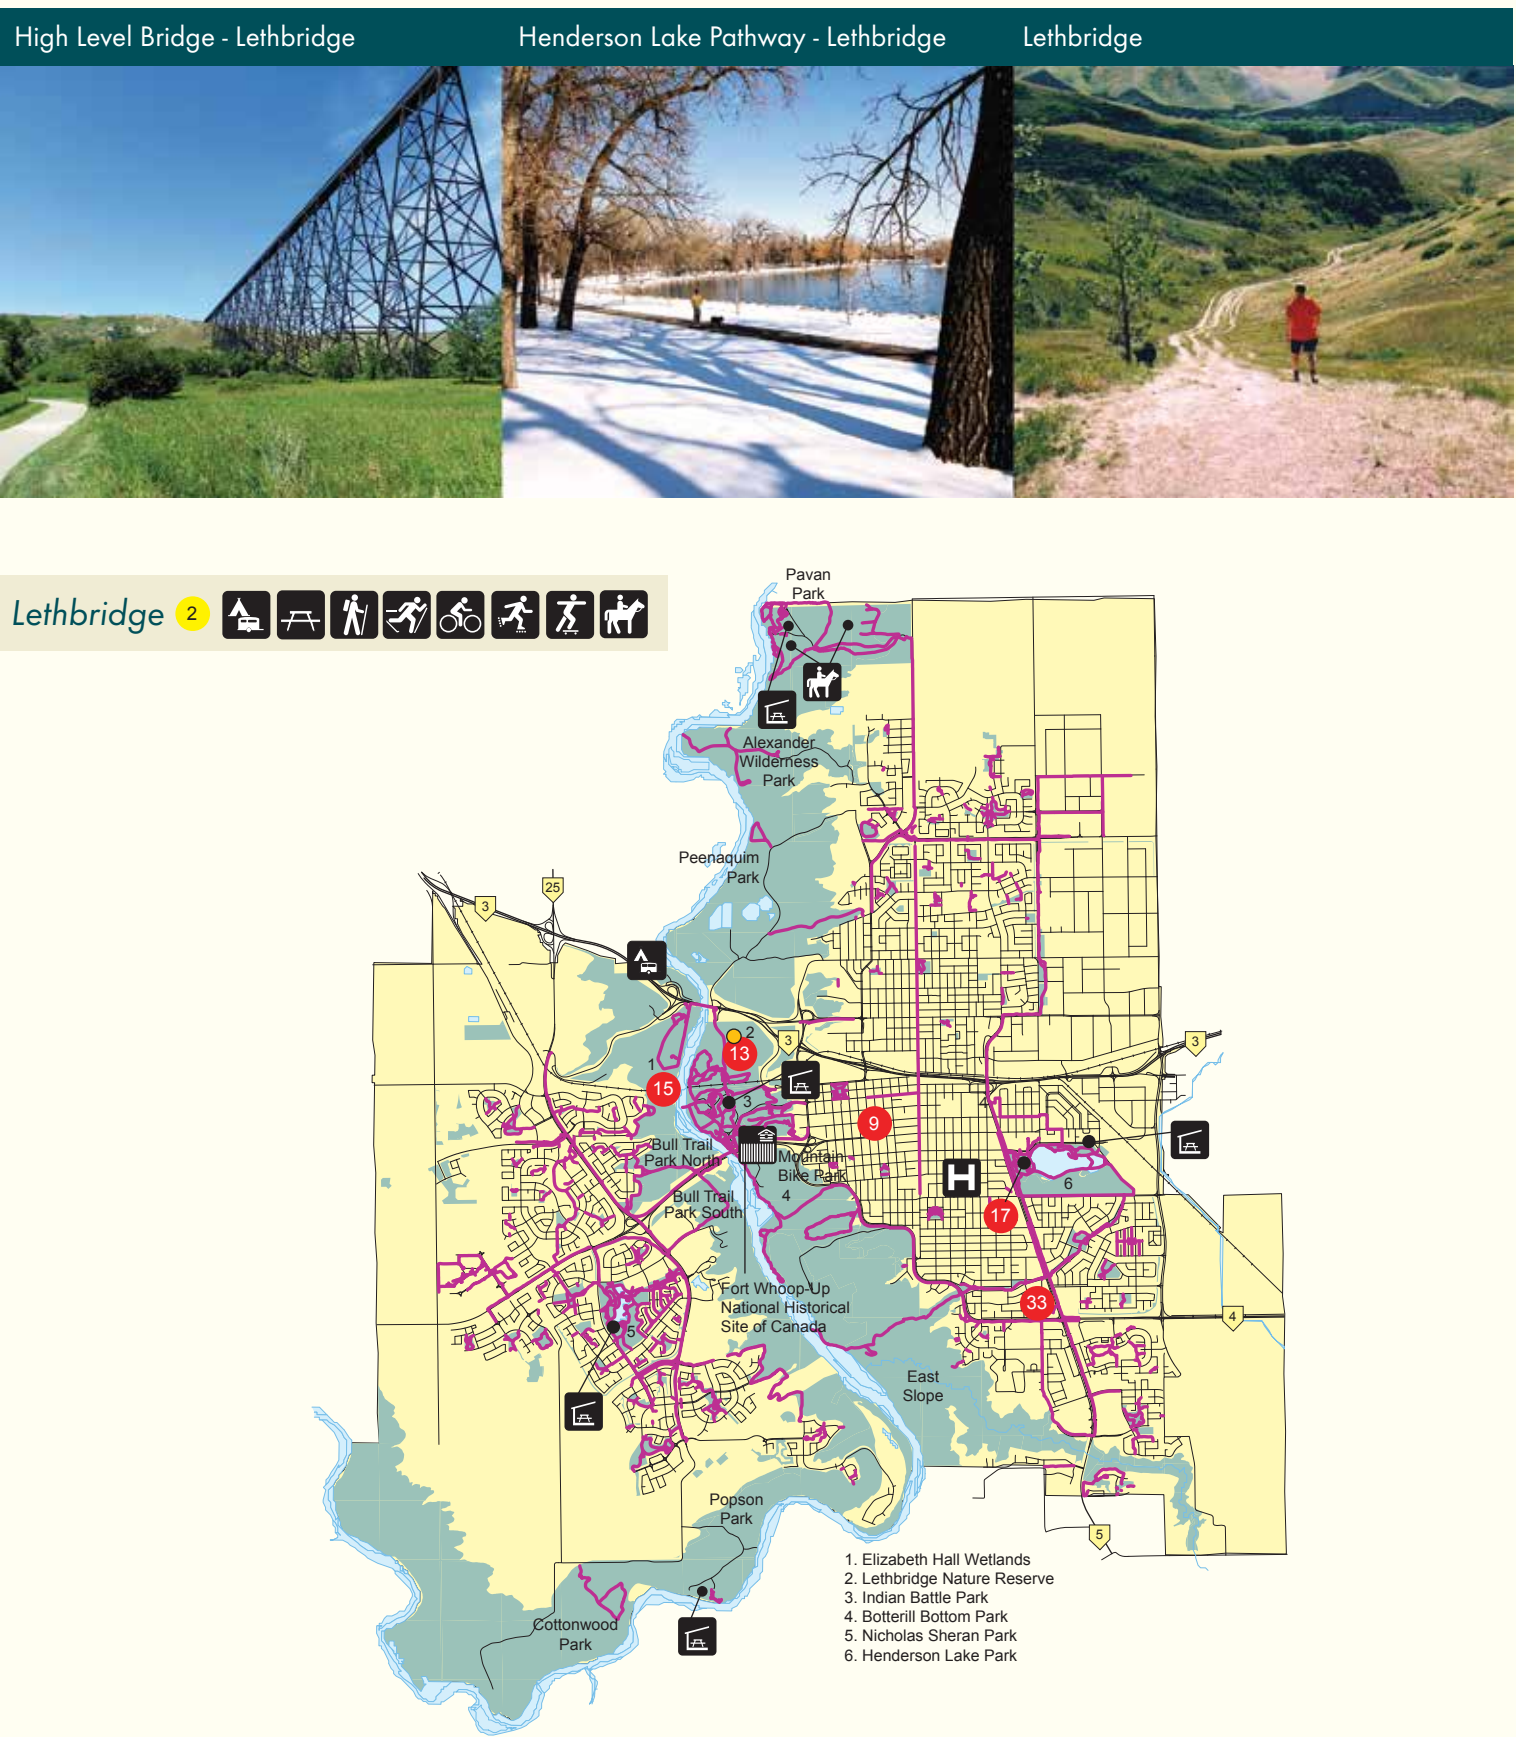 High Level Bridge - Lethbridge
Henderson Lake Pathway - Lethbridge
Lethbridge
Lethbridge 2
Pavan
Park
Alexander
Wilderness
Park
Peenaquim
Park
25
3
2
13
3
3
1
15
3
9
4
Bull Trail
Park North
Mountain
Bike Park
4
H
6
Bull Trail
Park South
17
Fort Whoop-Up
National Historical
Site of Canada
33
4
5
East
Slope
Popson
Park
5
Cottonwood
Park
1. Elizabeth Hall Wetlands
2. Lethbridge Nature Reserve
3. Indian Battle Park
4. Botterill Bottom Park
5. Nicholas Sheran Park
6. Henderson Lake Park